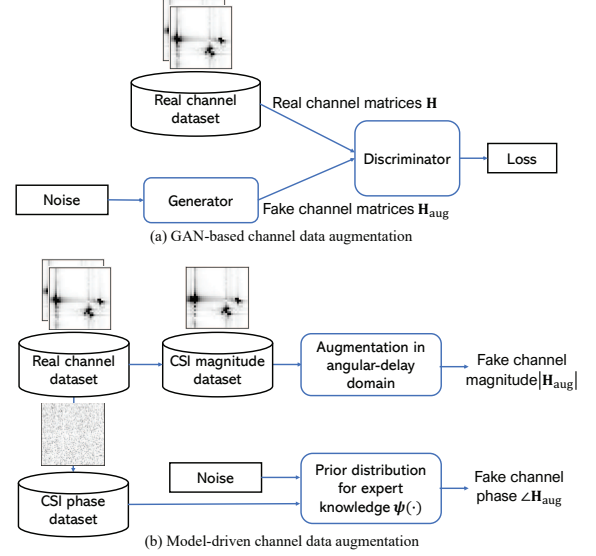 Real channel
dataset
Real channel matrices H
Discriminator
Loss
Noise
Generator
Fake channel matrices H_aug
(a) GAN-based channel data augmentation
Real channel
dataset
CSI magnitude
dataset
Augmentation in
angular-delay
domain
Fake channel
magnitude|H_aug|
CSI phase
dataset
Noise
Prior distribution
for expert
knowledge ψ(·)
Fake channel
phase ∠H_aug
(b) Model-driven channel data augmentation